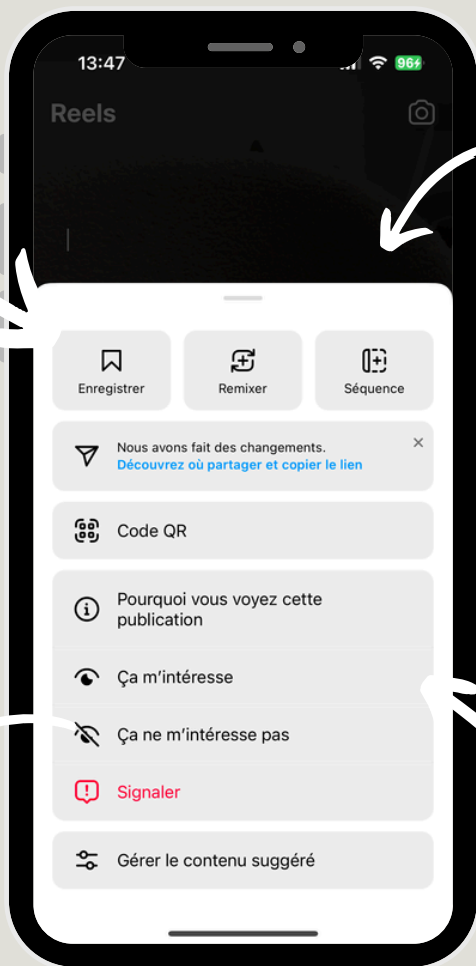 13:47
96
Reels
Enregistrer
Remixer
Séquence
Nous avons fait des changements.
Découvrez où partager et copier le lien
Code QR
Pourquoi vous voyez cette
publication
Ça m’intéresse
Ça ne m’intéresse pas
Signaler
Gérer le contenu suggéré